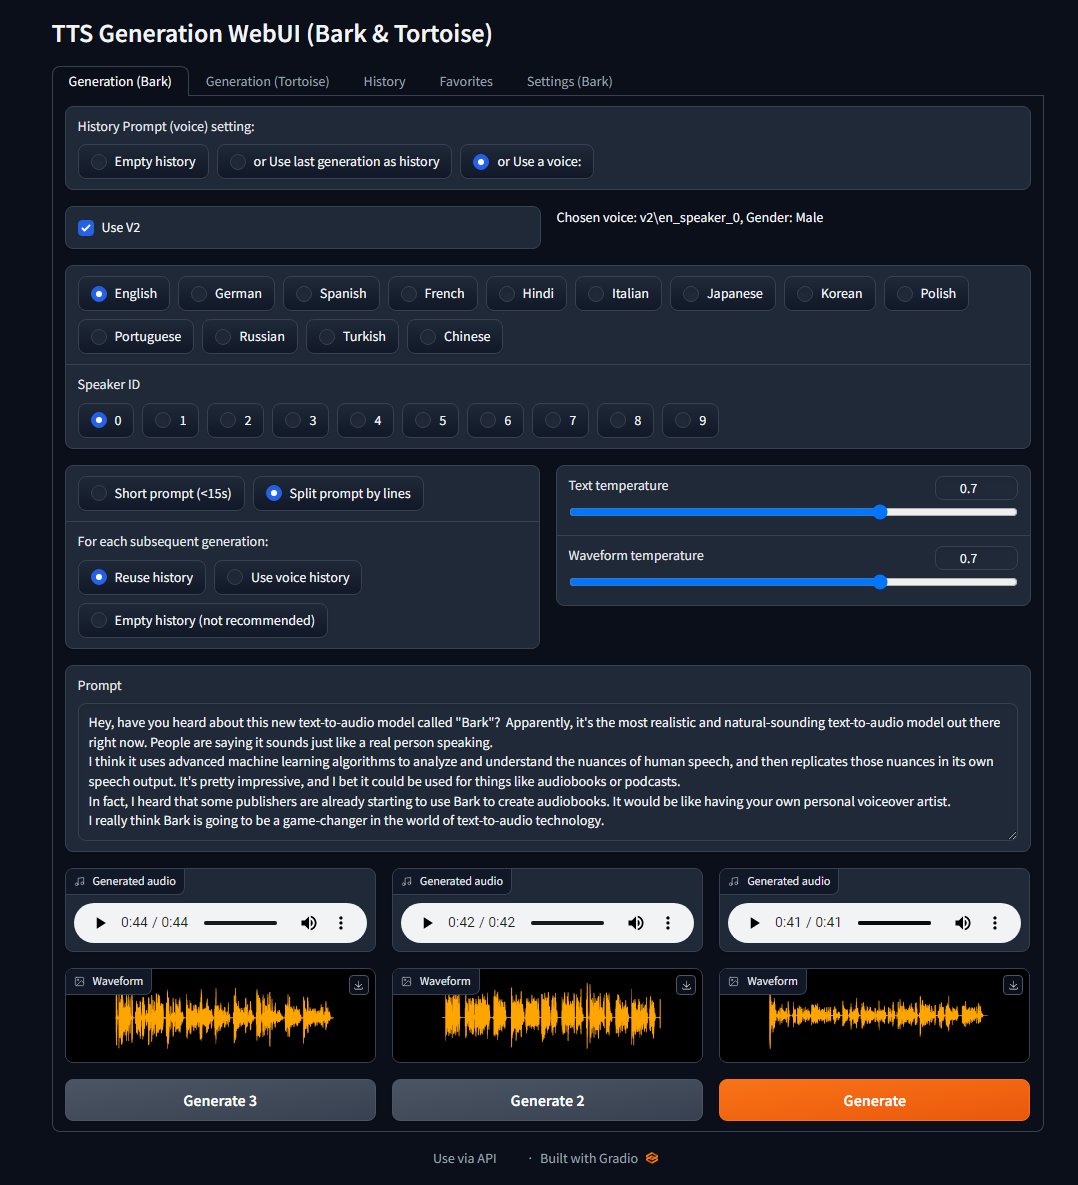 TTS Generation WebUI (Bark & Tortoise)
Generation (Bark) Generation (Tortoise) History Favorites Settings (Bark)
History Prompt (voice) setting:
Empty history or Use last generation as history or Use a voice:
Use V2
Chosen voice: v2\en_speaker_0, Gender: Male
English German Spanish French Hindi Italian Japanese Korean Polish
Portuguese Russian Turkish Chinese
Speaker ID
0 1 2 3 4 5 6 7 8 9
Short prompt (<15s) Split prompt by lines
For each subsequent generation:
Reuse history Use voice history
Empty history (not recommended)
Text temperature 0.7
Waveform temperature 0.7
Prompt
Hey, have you heard about this new text-to-audio model called "Bark"?  Apparently, it's the most realistic and natural-sounding text-to-audio model out there
right now. People are saying it sounds just like a real person speaking.
I think it uses advanced machine learning algorithms to analyze and understand the nuances of human speech, and then replicates those nuances in its own
speech output. It's pretty impressive, and I bet it could be used for things like audiobooks or podcasts.
In fact, I heard that some publishers are already starting to use Bark to create audiobooks. It would be like having your own personal voiceover artist.
I really think Bark is going to be a game-changer in the world of text-to-audio technology.
Generated audio Generated audio Generated audio
0:44 / 0:44 0:42 / 0:42 0:41 / 0:41
Waveform Waveform Waveform
Generate 3 Generate 2 Generate
Use via API · Built with Gradio